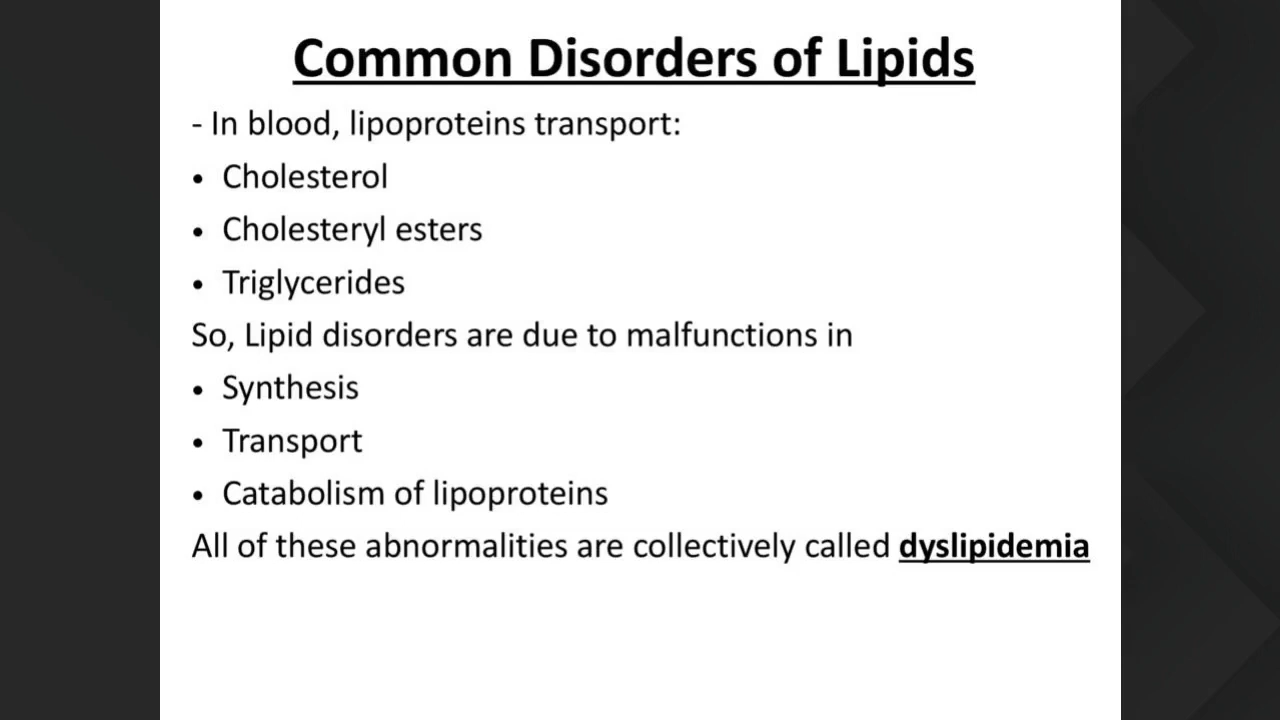 Common Disorders of Lipids
- In blood, lipoproteins transport:
• Cholesterol
• Cholesteryl esters
• Triglycerides
So, Lipid disorders are due to malfunctions in
• Synthesis
• Transport
• Catabolism of lipoproteins
All of these abnormalities are collectively called dyslipidemia